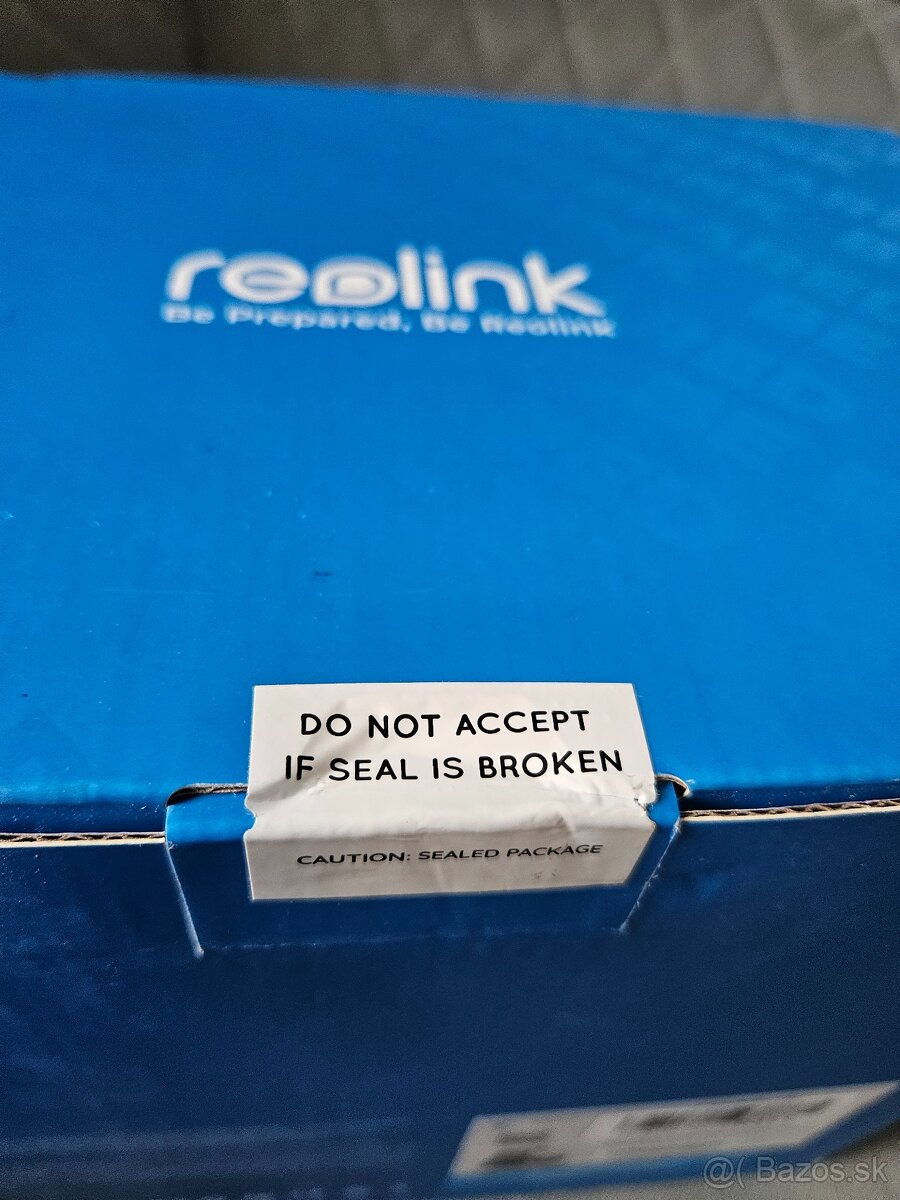 reolink
Be Prepared, Be Reolink
DO NOT ACCEPT
IF SEAL IS BROKEN
CAUTION: SEALED PACKAGE
@( Bazos.sk